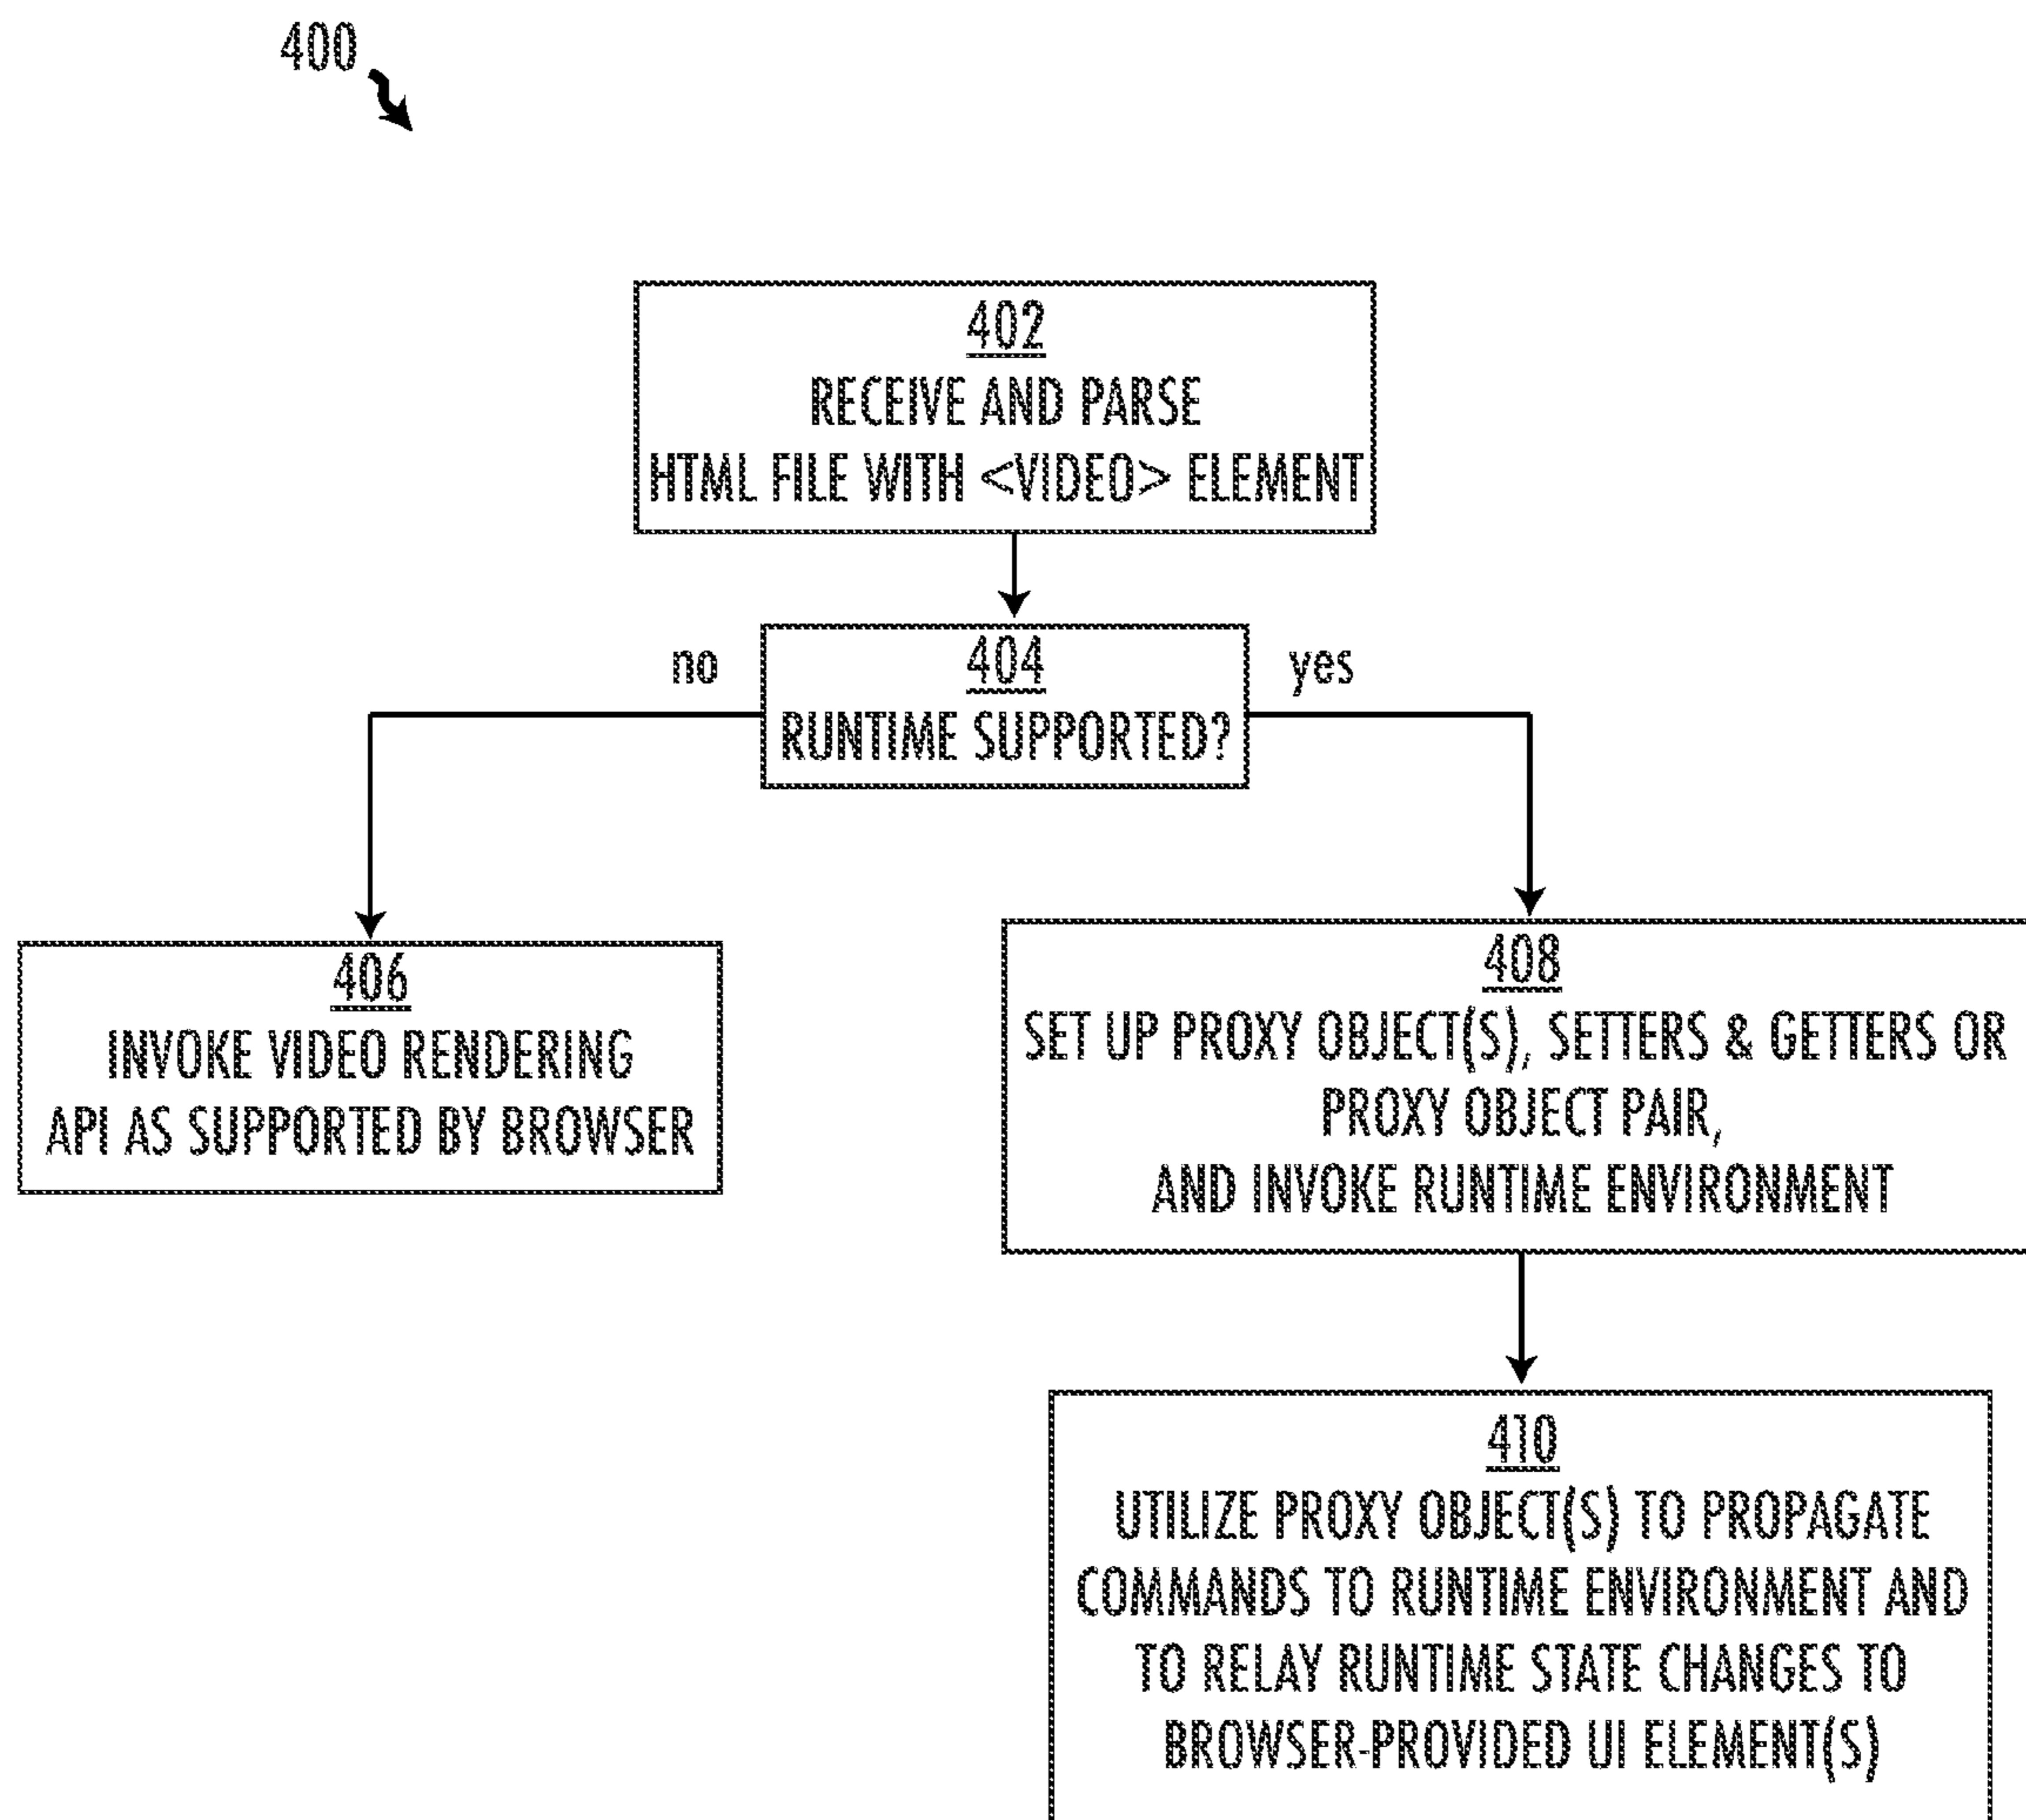 400
402
RECEIVE AND PARSE
HTML FILE WITH <VIDEO> ELEMENT
no
404
yes
RUNTIME SUPPORTED?
406
INVOKE VIDEO RENDERING
API AS SUPPORTED BY BROWSER
408
SET UP PROXY OBJECT(S), SETTERS & GETTERS OR
PROXY OBJECT PAIR,
AND INVOKE RUNTIME ENVIRONMENT
410
UTILIZE PROXY OBJECT(S) TO PROPAGATE
COMMANDS TO RUNTIME ENVIRONMENT AND
TO RELAY RUNTIME STATE CHANGES TO
BROWSER-PROVIDED UI ELEMENT(S)